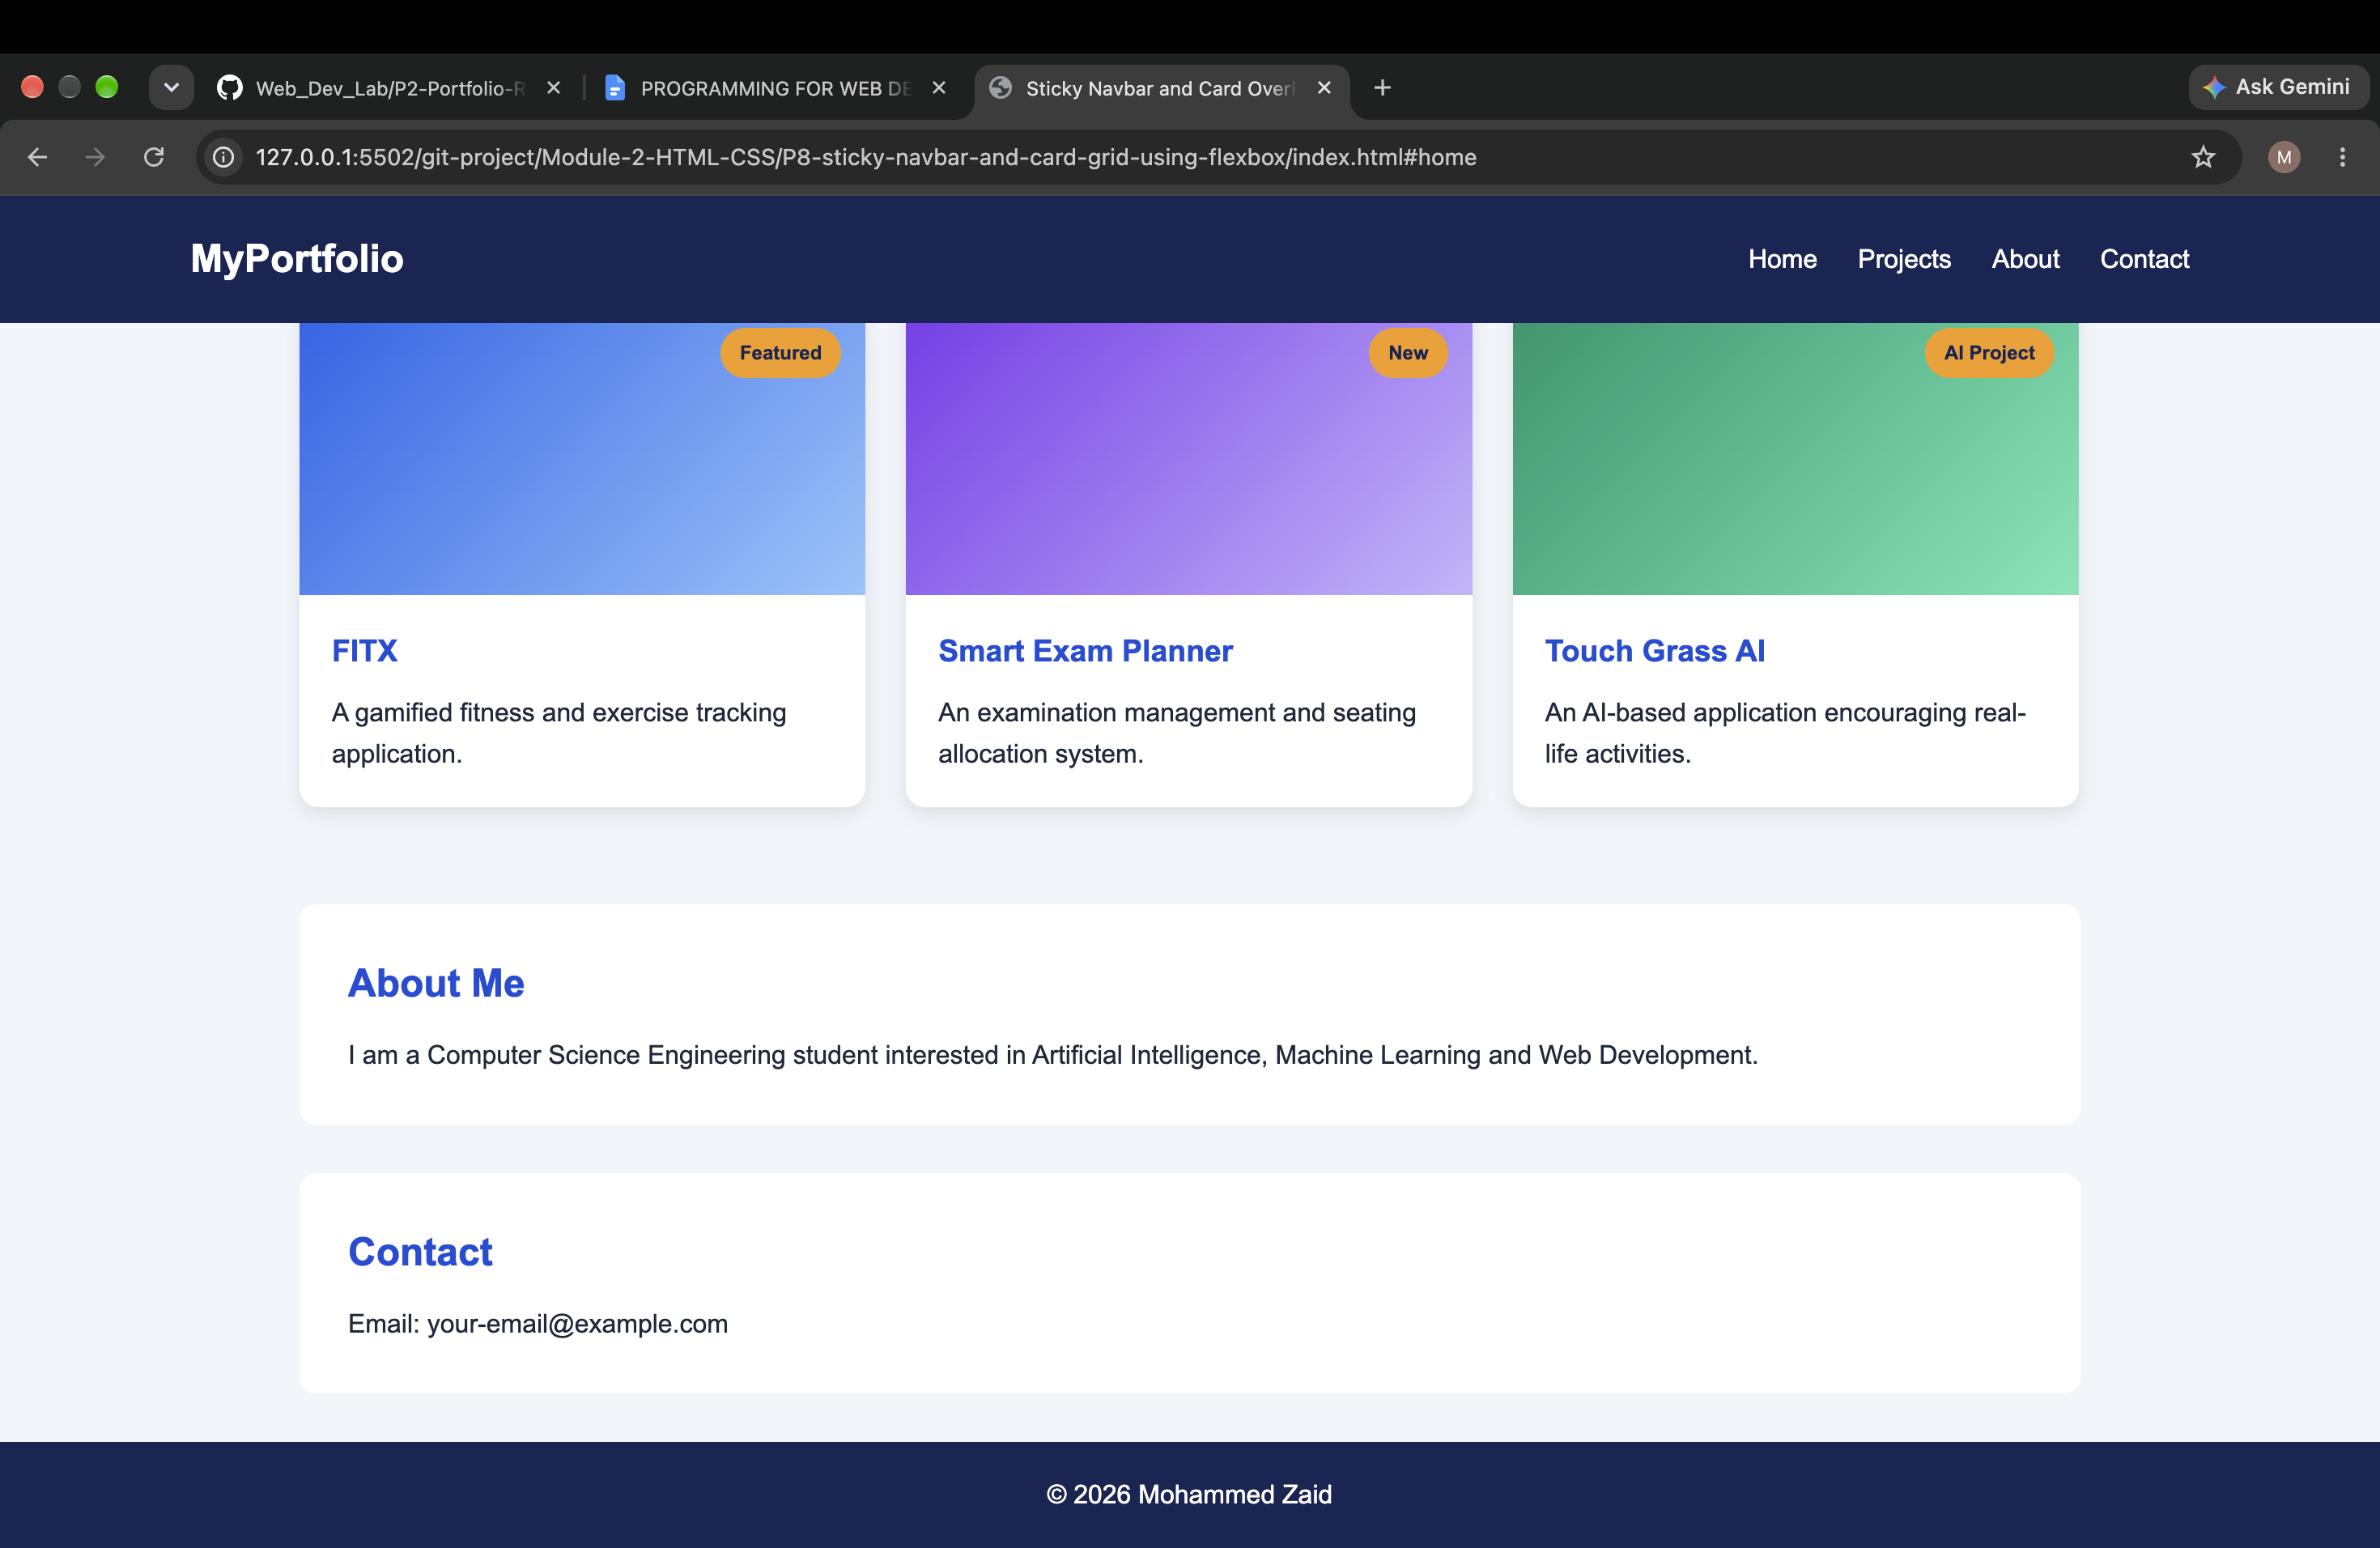 Web_Dev_Lab/P2-Portfolio-R
PROGRAMMING FOR WEB DE
Sticky Navbar and Card Overl
Ask Gemini
127.0.0.1:5502/git-project/Module-2-HTML-CSS/P8-sticky-navbar-and-card-grid-using-flexbox/index.html#home
M
MyPortfolio
Home Projects About Contact
Featured
New
AI Project
FITX
A gamified fitness and exercise tracking
application.
Smart Exam Planner
An examination management and seating
allocation system.
Touch Grass AI
An AI-based application encouraging real-
life activities.
About Me
I am a Computer Science Engineering student interested in Artificial Intelligence, Machine Learning and Web Development.
Contact
Email: your-email@example.com
© 2026 Mohammed Zaid